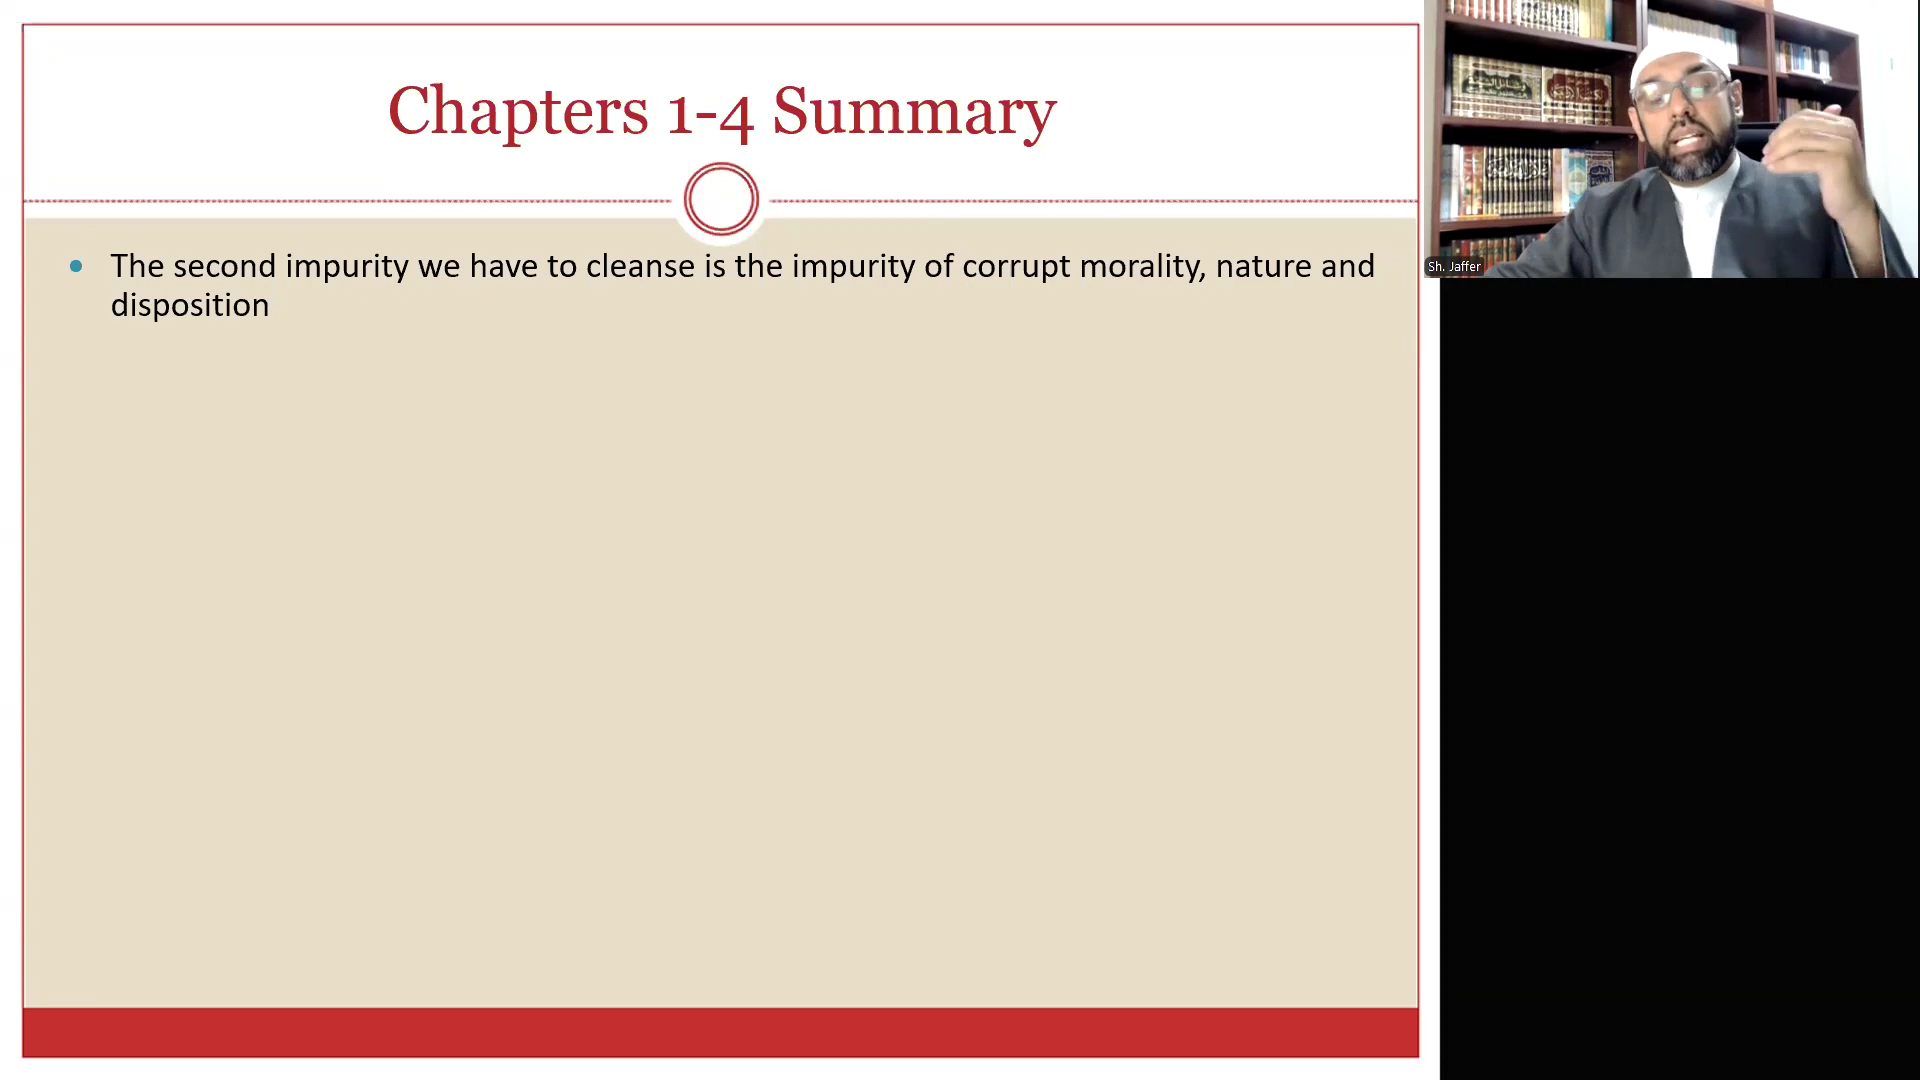 Chapters 1-4 Summary
• The second impurity we have to cleanse is the impurity of corrupt morality, nature and
disposition
Sh. Jaffer